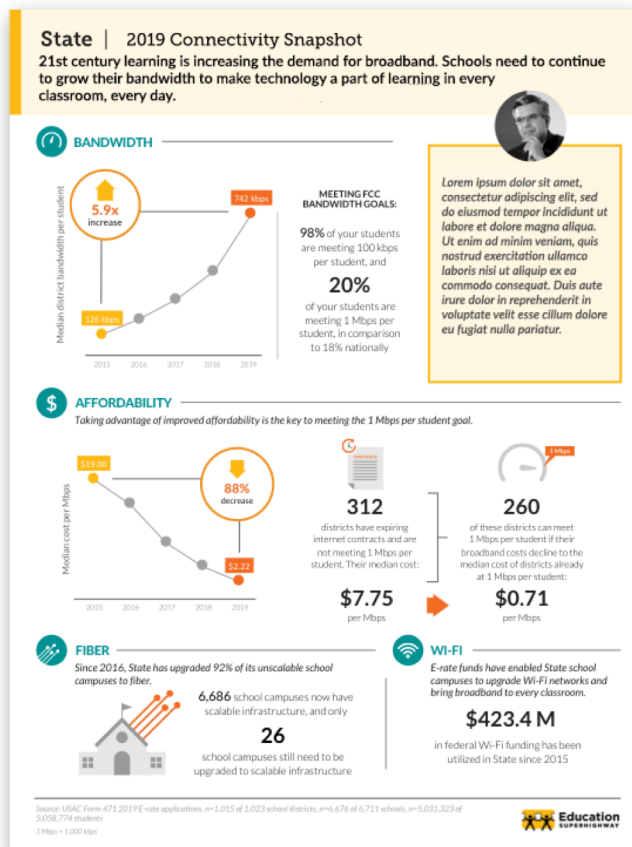 State | 2019 Connectivity Snapshot
21st century learning is increasing the demand for broadband. Schools need to continue
to grow their bandwidth to make technology a part of learning in every
classroom, every day.
BANDWIDTH
Median district bandwidth per student
5.9x
increase
742 kbps
126 kbps
2015 2016 2017 2018 2019
MEETING FCC
BANDWIDTH GOALS:
98% of your students
are meeting 100 kbps
per student, and
20%
of your students are
meeting 1 Mbps per
student, in comparison
to 18% nationally
Lorem ipsum dolor sit amet,
consectetur adipiscing elit, sed
do eiusmod tempor incididunt ut
labore et dolore magna aliqua.
Ut enim ad minim veniam, quis
nostrud exercitation ullamco
laboris nisi ut aliquip ex ea
commodo consequat. Duis aute
irure dolor in reprehenderit in
voluptate velit esse cillum dolore
eu fugiat nulla pariatur.
$
AFFORDABILITY
Taking advantage of improved affordability is the key to meeting the 1 Mbps per student goal.
Median cost per Mbps
$19.00
88%
decrease
$2.22
2015 2016 2017 2018 2019
CONTRACT
312
districts have expiring
internet contracts and are
not meeting 1 Mbps per
student. Their median cost:
$7.75
per Mbps
1 Mbps
260
of these districts can meet
1 Mbps per student if their
broadband costs decline to the
median cost of districts already
at 1 Mbps per student:
$0.71
per Mbps
FIBER
Since 2016, State has upgraded 92% of its unscalable school
campuses to fiber.
6,686 school campuses now have
scalable infrastructure, and only
26
school campuses still need to be
upgraded to scalable infrastructure
WI-FI
E-rate funds have enabled State school
campuses to upgrade Wi-Fi networks and
bring broadband to every classroom.
$423.4 M
in federal Wi-Fi funding has been
utilized in State since 2015
Source: USAC Form 471 2019 E-rate applications, n=1,015 of 1,023 school districts, n=6,676 of 6,711 schools, n=5,031,323 of
5,058,774 students
1 Mbps = 1,000 kbps
Education
SUPERHIGHWAY